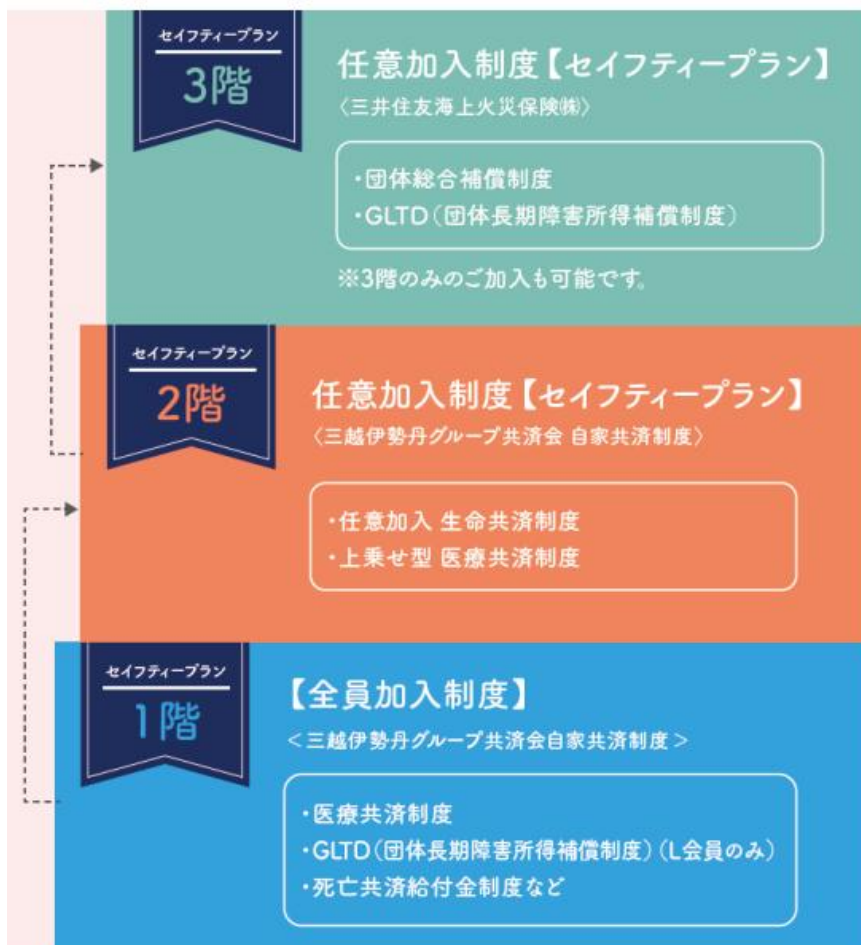 セイフティープラン
3階
任意加入制度【セイフティープラン】
〈三井住友海上火災保険㈱〉
・団体総合補償制度
・GLTD(団体長期障害所得補償制度)
※3階のみのご加入も可能です。
セイフティープラン
2階
任意加入制度【セイフティープラン】
〈三越伊勢丹グループ共済会 自家共済制度〉
・任意加入 生命共済制度
・上乗せ型 医療共済制度
セイフティープラン
1階
【全員加入制度】
<三越伊勢丹グループ共済会自家共済制度>
・医療共済制度
・GLTD(団体長期障害所得補償制度)(L会員のみ)
・死亡共済給付金制度など